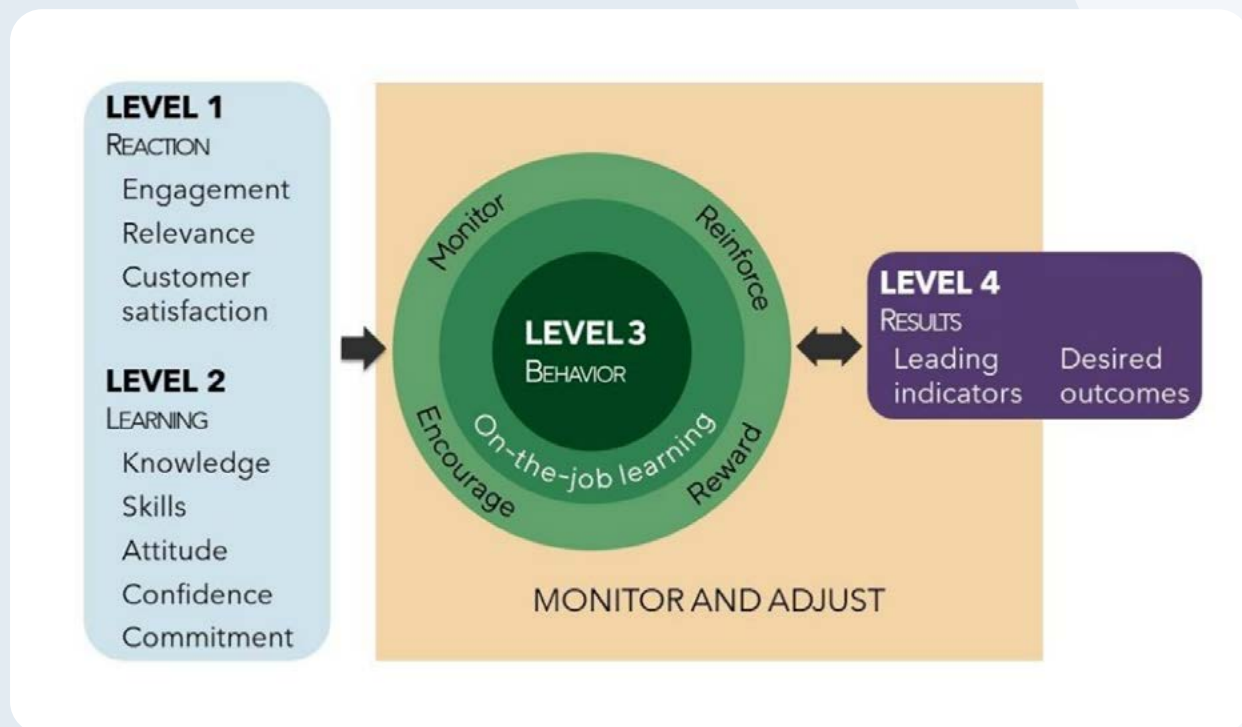 LEVEL 1
REACTION
Engagement
Relevance
Customer
satisfaction
LEVEL 2
LEARNING
Knowledge
Skills
Attitude
Confidence
Commitment
Monitor
Reinforce
LEVEL 3
BEHAVIOR
On-the-job learning
Encourage
Reward
MONITOR AND ADJUST
LEVEL 4
RESULTS
Leading
indicators
Desired
outcomes